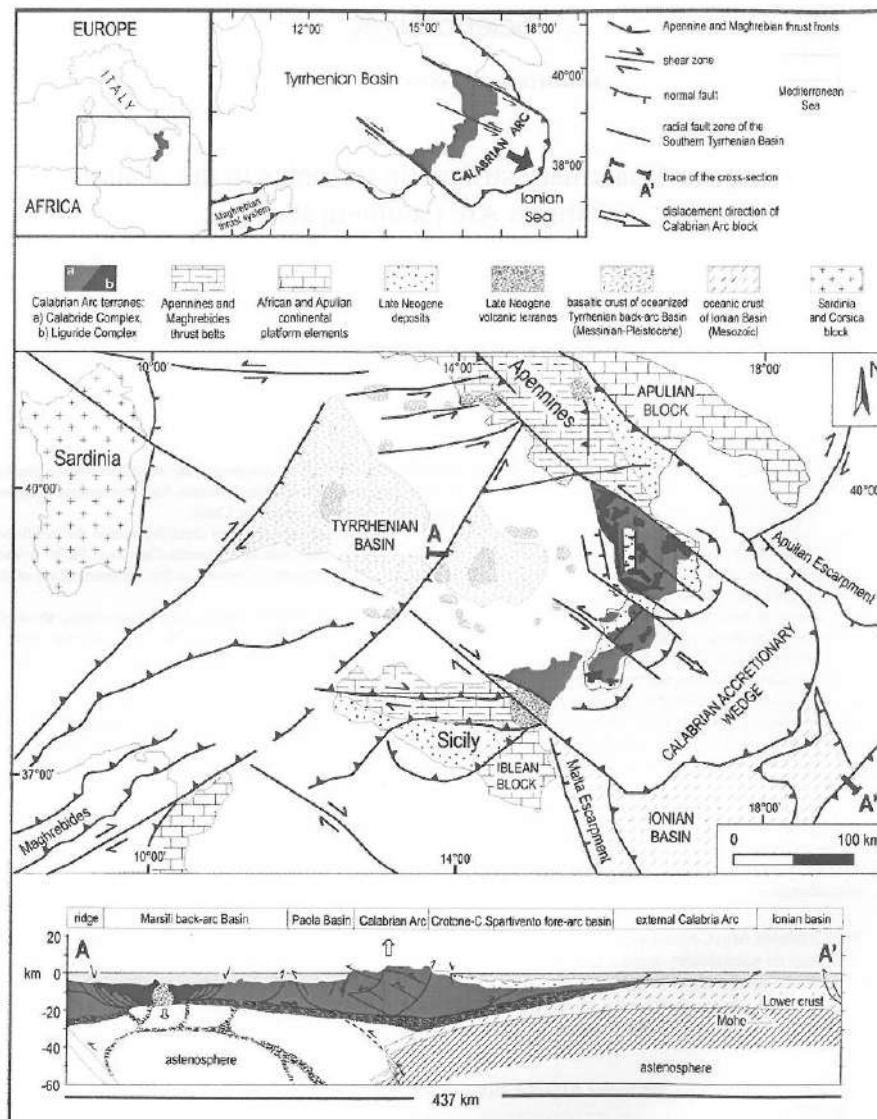 EUROPE
ITALY
AFRICA
12°00'
15°00'
18°00'
Tyrrhenian Basin
40°00'
CALABRIAN ARC
38°00'
Ionian
Sea
Maghrebian
thrust system
Apennine and Maghrebian thrust fronts
shear zone
Mediterranean
Sea
normal fault
radial fault zone of the
Southern Tyrrhenian Basin
A A'
trace of the cross-section
dislacement direction of
Calabrian Arc block
a
b
Calabrian Arc terranes:
a) Calabride Complex,
b) Liguride Complex
Apennines and
Maghrebides
thrust belts
African and Apulian
continental
platform elements
Late Neogene
deposits
Late Neogene
volcanic terranes
basaltic crust of oceanized
Tyrrhenian back-arc Basin
(Messinian-Pleistocene)
oceanic crust
of Ionian Basin
(Mesozoic)
Sardinia
and Corsica
block
10°00'
14°00'
18°00'
N
Apennines
APULIAN
BLOCK
Sardinia
40°00'
40°00'
TYRRHENIAN
BASIN
A
Apulian Escarpment
CALABRIAN ACCRETIONARY
WEDGE
Sicily
37°00'
IBLEAN
BLOCK
Malta Escarpment
IONIAN
BASIN
18°00'
A'
Maghrebides
10°00'
14°00'
0 100 km
ridge Marsili back-arc Basin Paola Basin Calabrian Arc Crotone-C.Spartivento fore-arc basin external Calabria Arc Ionian basin
A A'
20
km 0
-20
-40
-60
Lower crust
Moho
astenosphere
astenosphere
437 km